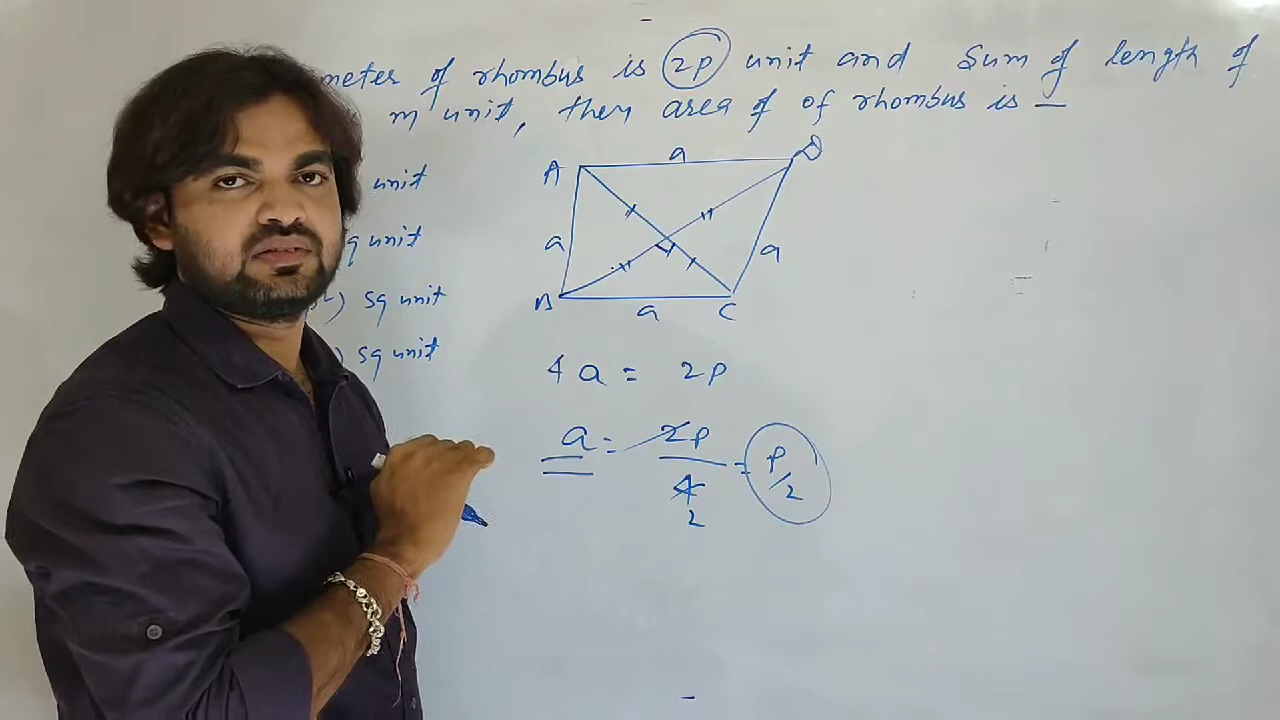 meter of rhombus is 2P unit and Sum of length of
m unit, then area of of rhombus is —
unit
q unit
) sq unit
) sq unit
A a D
a a
B a C
4a = 2P
a = 2P/4 2 = P/2